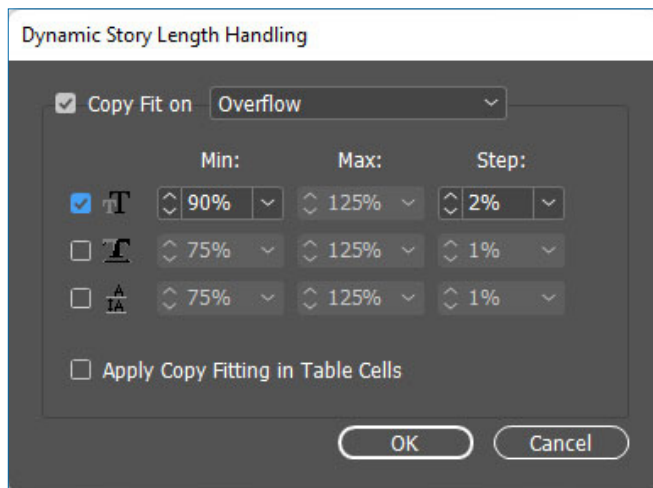 Dynamic Story Length Handling
Copy Fit on Overflow
Min: Max: Step:
90% 125% 2%
75% 125% 1%
75% 125% 1%
Apply Copy Fitting in Table Cells
OK Cancel